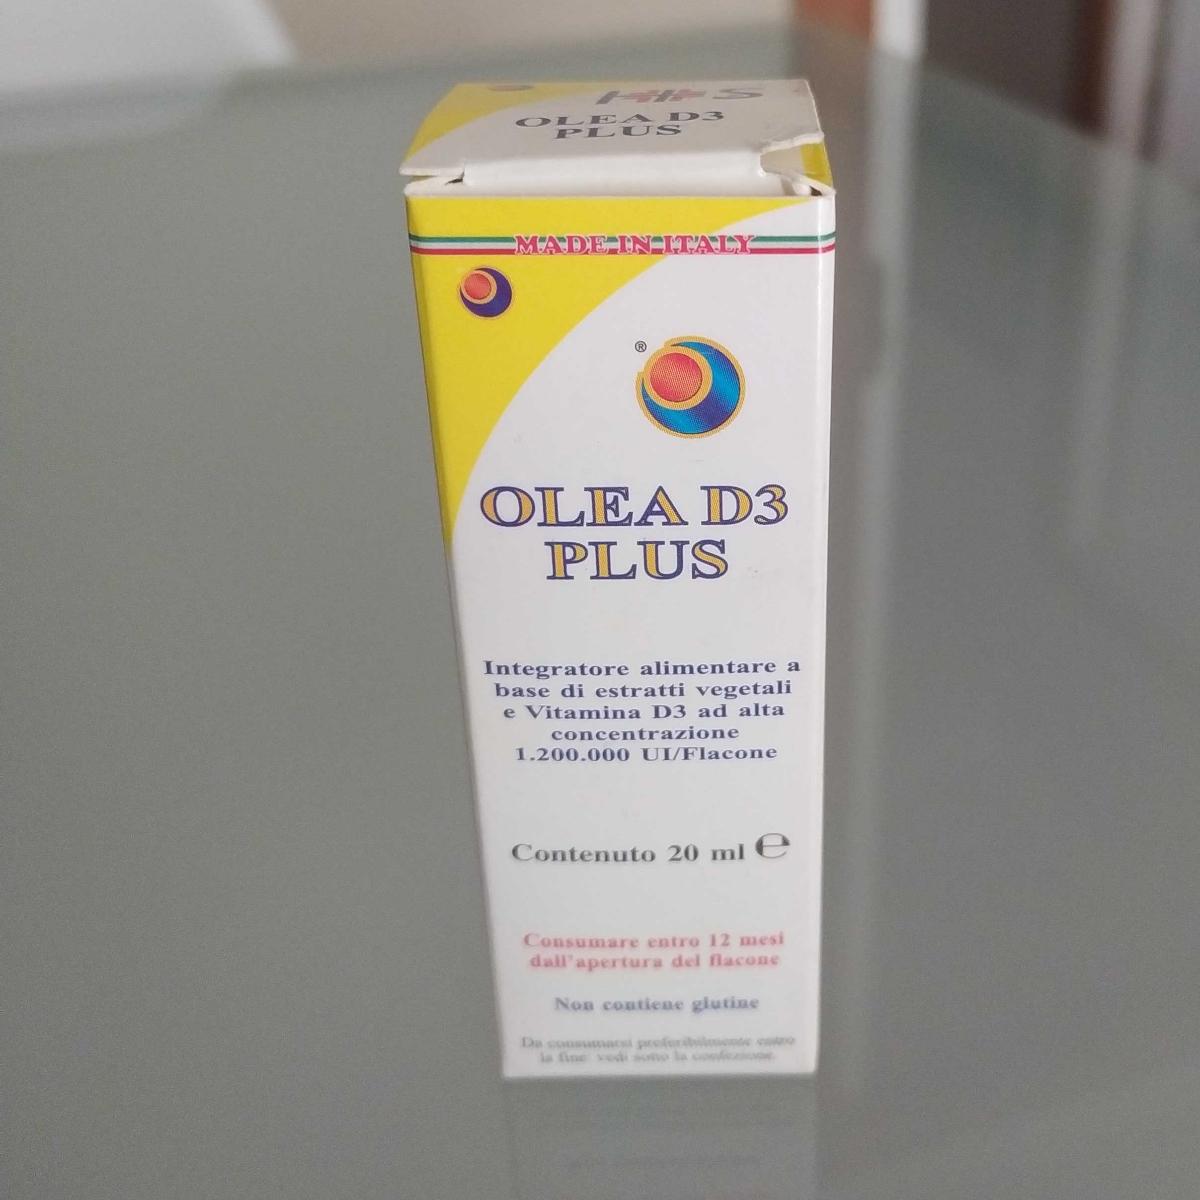 OLEA D3
PLUS
MADE IN ITALY
®
OLEA D3
PLUS
Integratore alimentare a
base di estratti vegetali
e Vitamina D3 ad alta
concentrazione
1.200.000 UI/Flacone
Contenuto 20 ml ℮
Consumare entro 12 mesi
dall'apertura del flacone
Non contiene glutine
Da consumarsi preferibilmente entro
la fine: vedi sotto la confezione.